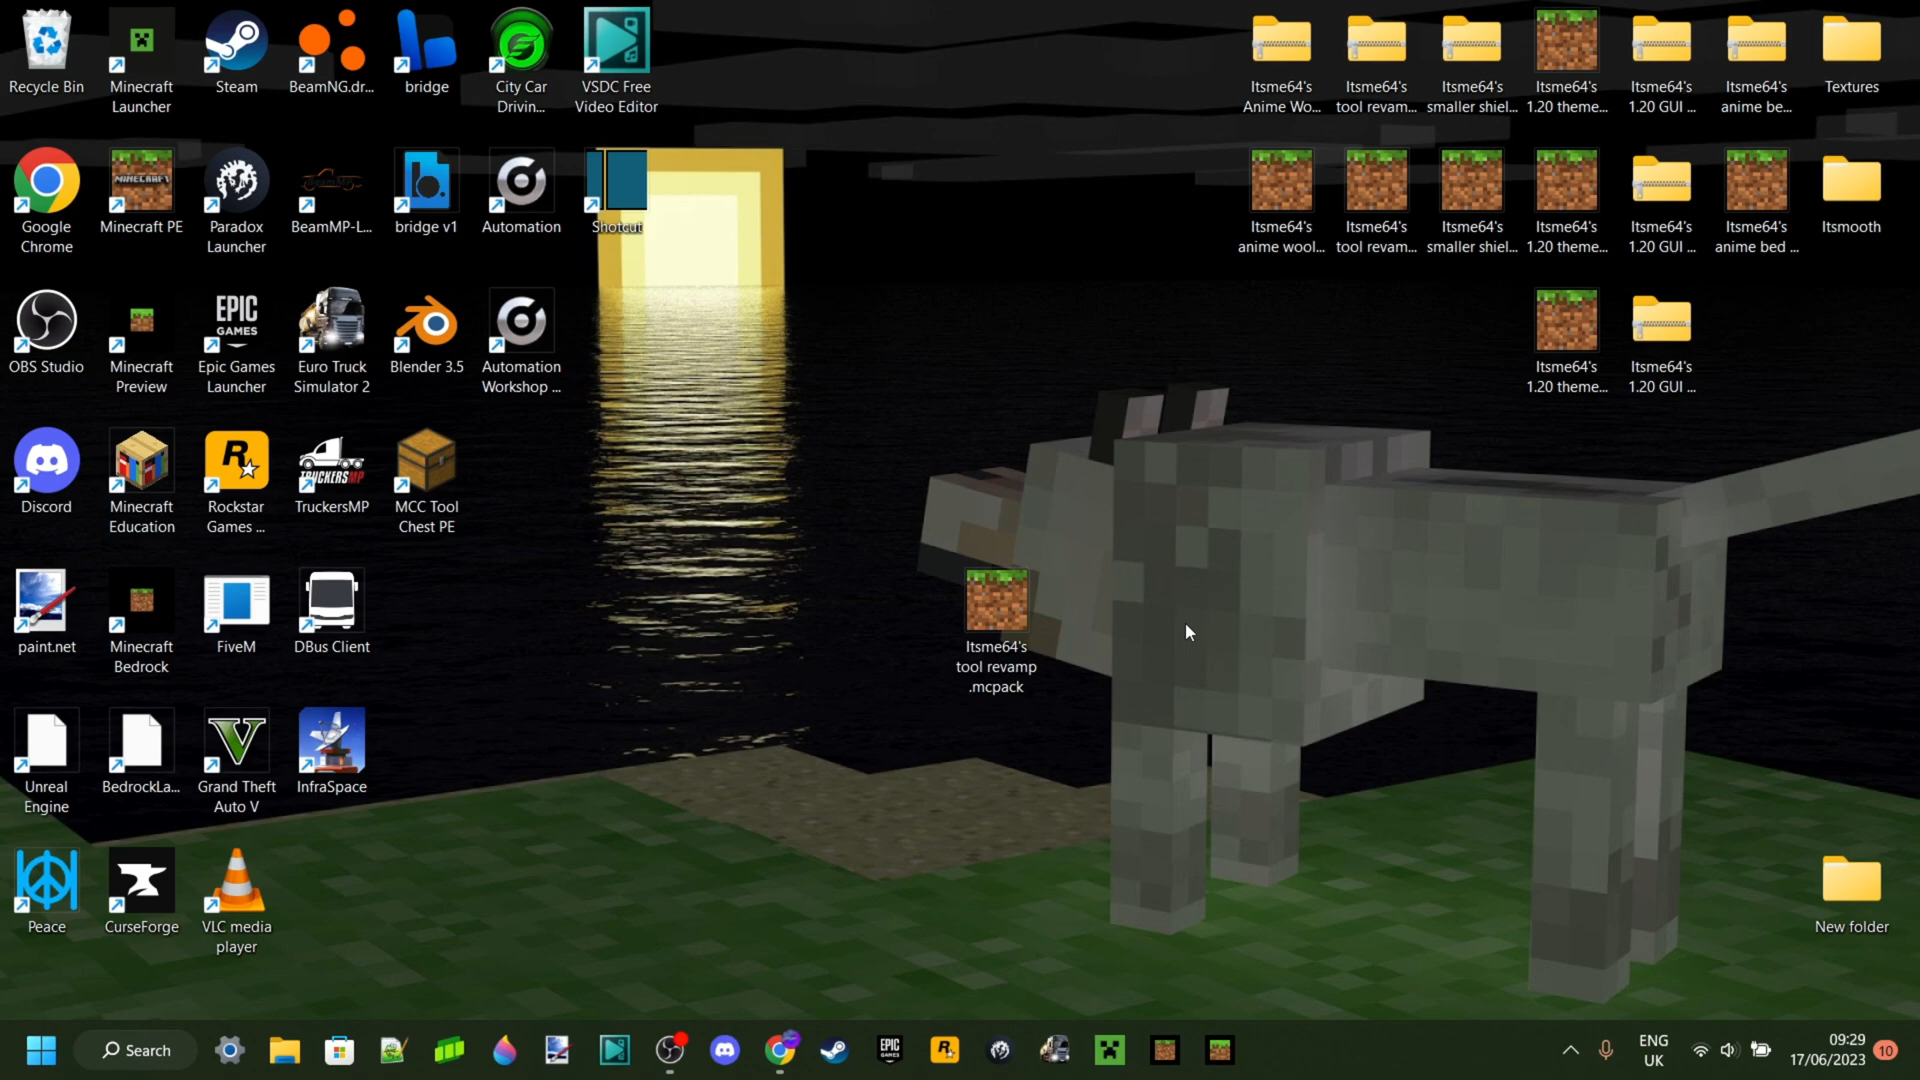 Recycle Bin
Minecraft
Launcher
Steam
BeamNG.dr...
bridge
City Car
Drivin...
VSDC Free
Video Editor
Itsme64's
Anime Wo...
Itsme64's
tool revam...
Itsme64's
smaller shiel...
Itsme64's
1.20 theme...
Itsme64's
1.20 GUI ...
Itsme64's
anime be...
Textures
Google
Chrome
MINECRAFT
Minecraft PE
Paradox
Launcher
BeamMP-L...
b.
bridge v1
Automation
Shotcut
Itsme64's
anime wool...
Itsme64's
tool revam...
Itsme64's
smaller shiel...
Itsme64's
1.20 theme...
Itsme64's
1.20 GUI ...
Itsme64's
anime bed ...
Itsmooth
OBS Studio
Minecraft
Preview
EPIC
GAMES
Epic Games
Launcher
Euro Truck
Simulator 2
Blender 3.5
Automation
Workshop ...
Itsme64's
1.20 theme...
Itsme64's
1.20 GUI ...
Discord
Minecraft
Education
R
Rockstar
Games ...
TRUCKERSMP
TruckersMP
MCC Tool
Chest PE
paint.net
Minecraft
Bedrock
FiveM
DBus Client
Itsme64's
tool revamp
.mcpack
Unreal
Engine
BedrockLa...
V
Grand Theft
Auto V
InfraSpace
Peace
CurseForge
VLC media
player
New folder
Search
EPIC
GAMES
R
ENG
UK
09:29
17/06/2023
10